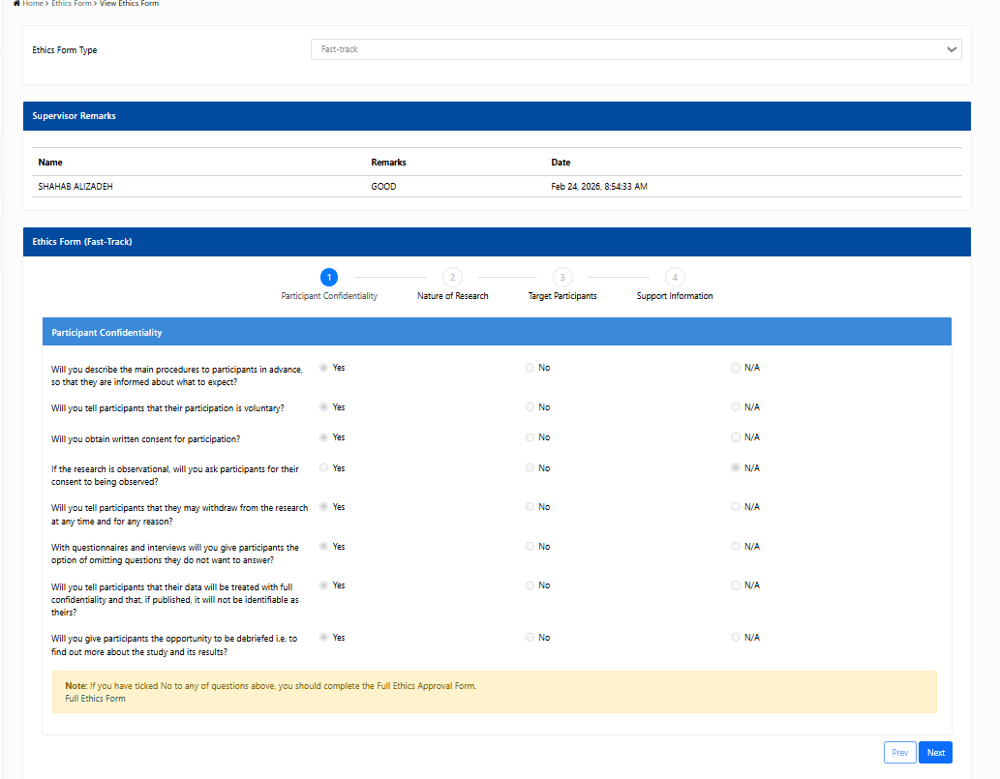 Home > Ethics Form > View Ethics Form
Ethics Form Type
Fast-track
Supervisor Remarks
Name Remarks Date
SHAHAB ALIZADEH GOOD Feb 24, 2026, 8:54:33 AM
Ethics Form (Fast-Track)
1 2 3 4
Participant Confidentiality Nature of Research Target Participants Support Information
Participant Confidentiality
Will you describe the main procedures to participants in advance, Yes No N/A
so that they are informed about what to expect?
Will you tell participants that their participation is voluntary? Yes No N/A
Will you obtain written consent for participation? Yes No N/A
If the research is observational, will you ask participants for their Yes No N/A
consent to being observed?
Will you tell participants that they may withdraw from the research Yes No N/A
at any time and for any reason?
With questionnaires and interviews will you give participants the Yes No N/A
option of omitting questions they do not want to answer?
Will you tell participants that their data will be treated with full Yes No N/A
confidentiality and that, if published, it will not be identifiable as
theirs?
Will you give participants the opportunity to be debriefed i.e. to Yes No N/A
find out more about the study and its results?
Note: If you have ticked No to any of questions above, you should complete the Full Ethics Approval Form.
Full Ethics Form
Prev Next